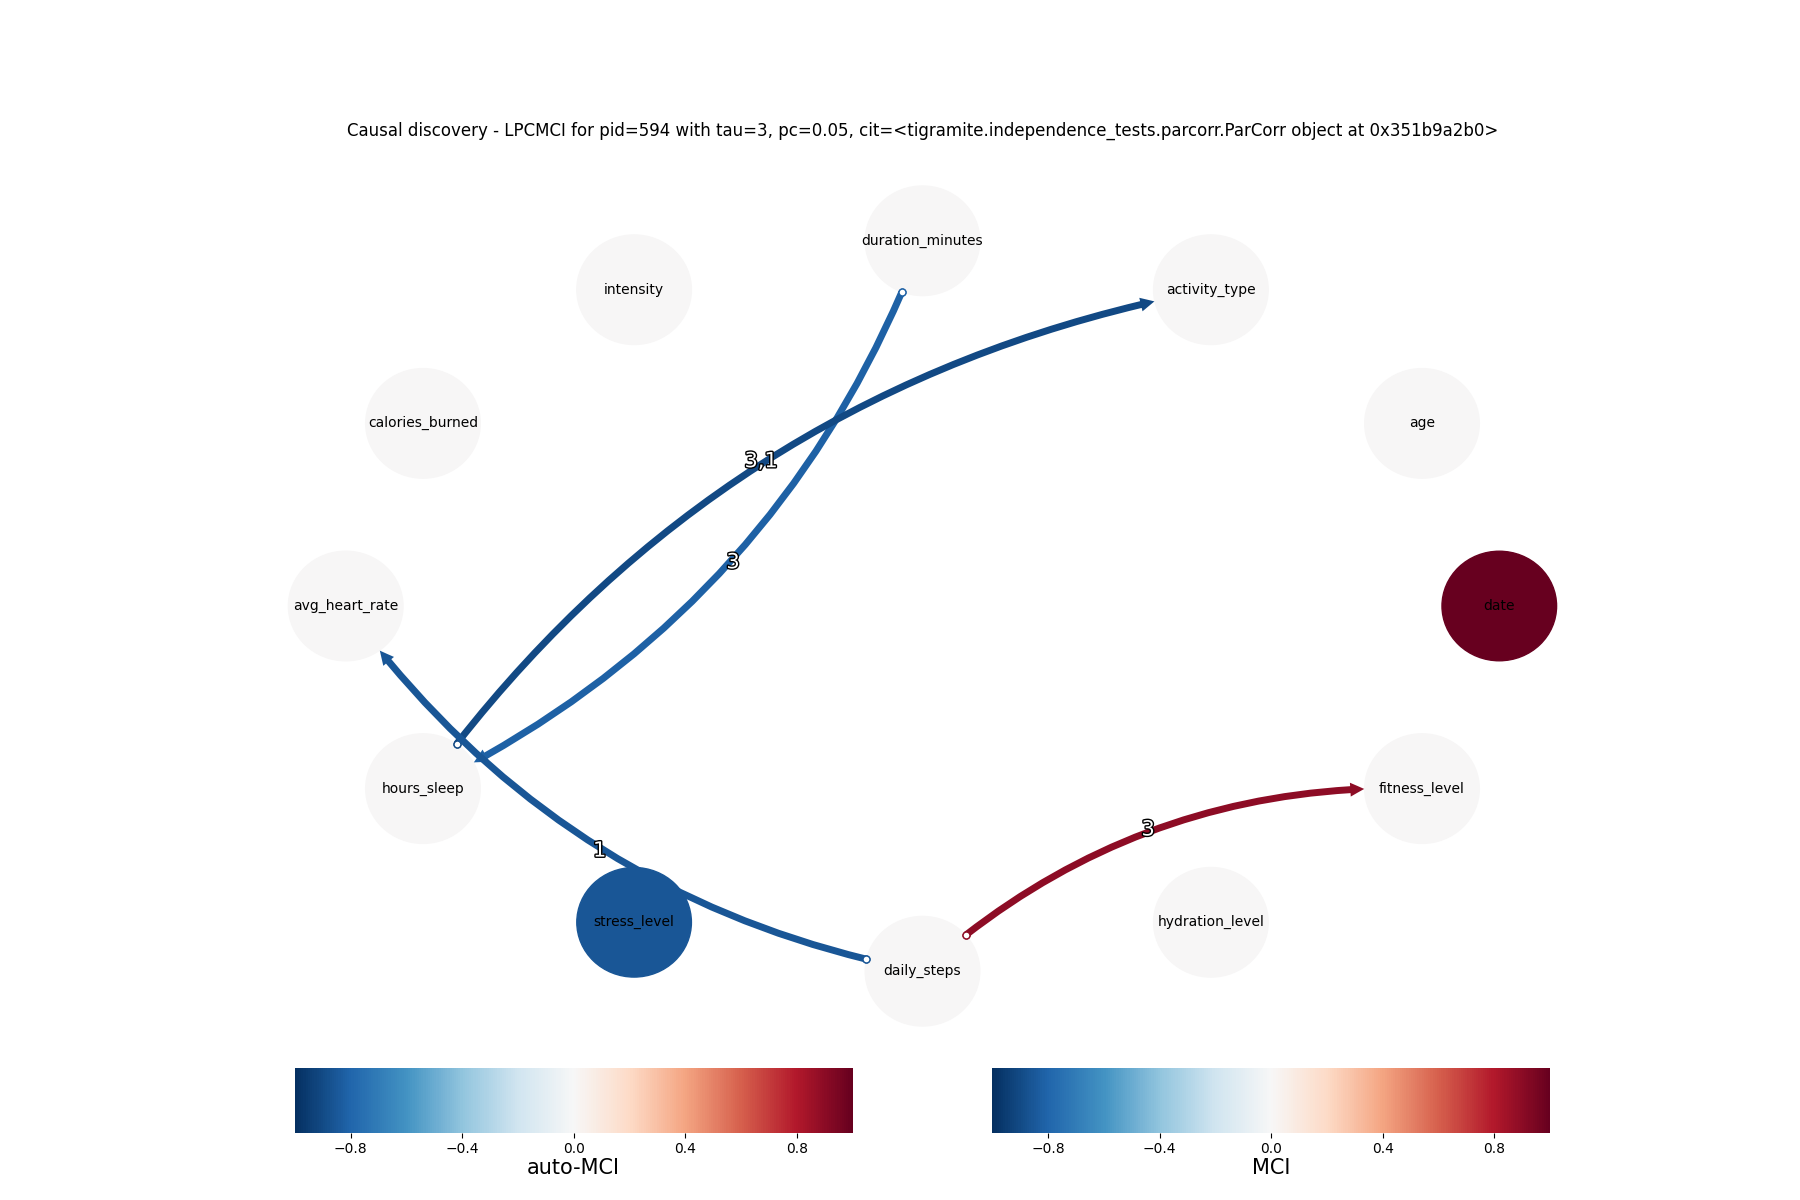 Causal discovery - LPCMCI for pid=594 with tau=3, pc=0.05, cit=<tigramite.independence_tests.parcorr.ParCorr object at 0x351b9a2b0>
duration_minutes
intensity
activity_type
calories_burned
age
3,1
3
avg_heart_rate
date
hours_sleep
fitness_level
3
1
stress_level
hydration_level
daily_steps
−0.8 −0.4 0.0 0.4 0.8
auto-MCI
−0.8 −0.4 0.0 0.4 0.8
MCI